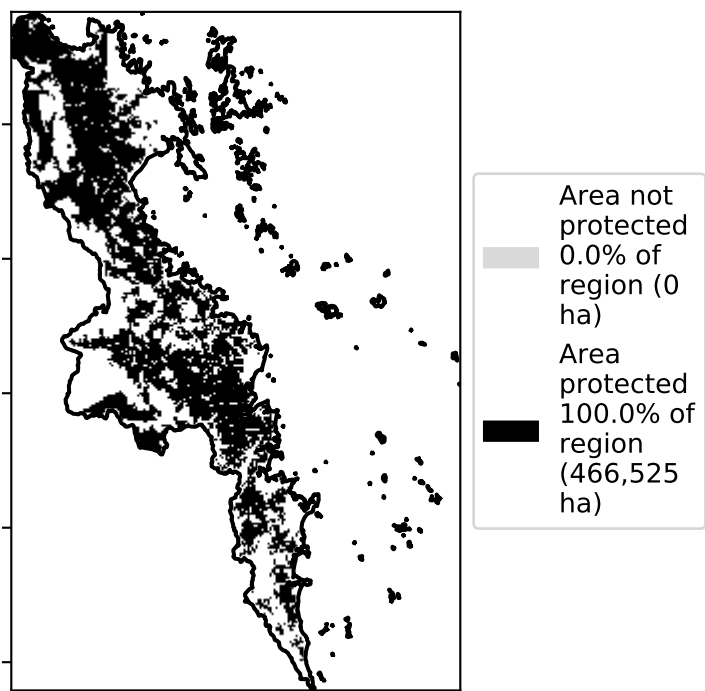 Area not
protected
0.0% of
region (0
ha)
Area
protected
100.0% of
region
(466,525
ha)